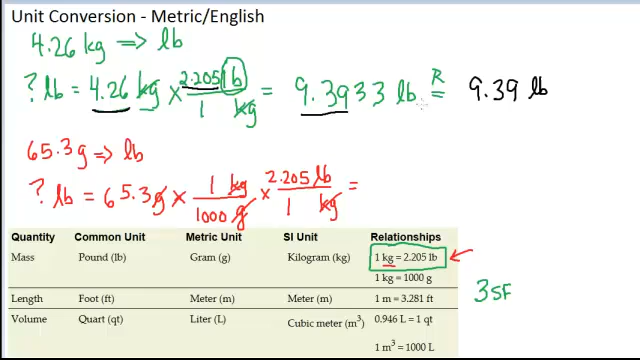 Unit Conversion - Metric/English
4.26 kg => lb
? lb = 4.26 kg × 2.205 lb / 1 kg = 9.3933 lb R= 9.39 lb
65.3g => lb
? lb = 65.3g × 1 kg / 1000 g × 2.205 lb / 1 kg =
Quantity Common Unit Metric Unit SI Unit Relationships
Mass Pound (lb) Gram (g) Kilogram (kg) 1 kg = 2.205 lb
1 kg = 1000 g
Length Foot (ft) Meter (m) Meter (m) 1 m = 3.281 ft
Volume Quart (qt) Liter (L) Cubic meter (m³) 0.946 L = 1 qt
1 m³ = 1000 L
3 SF